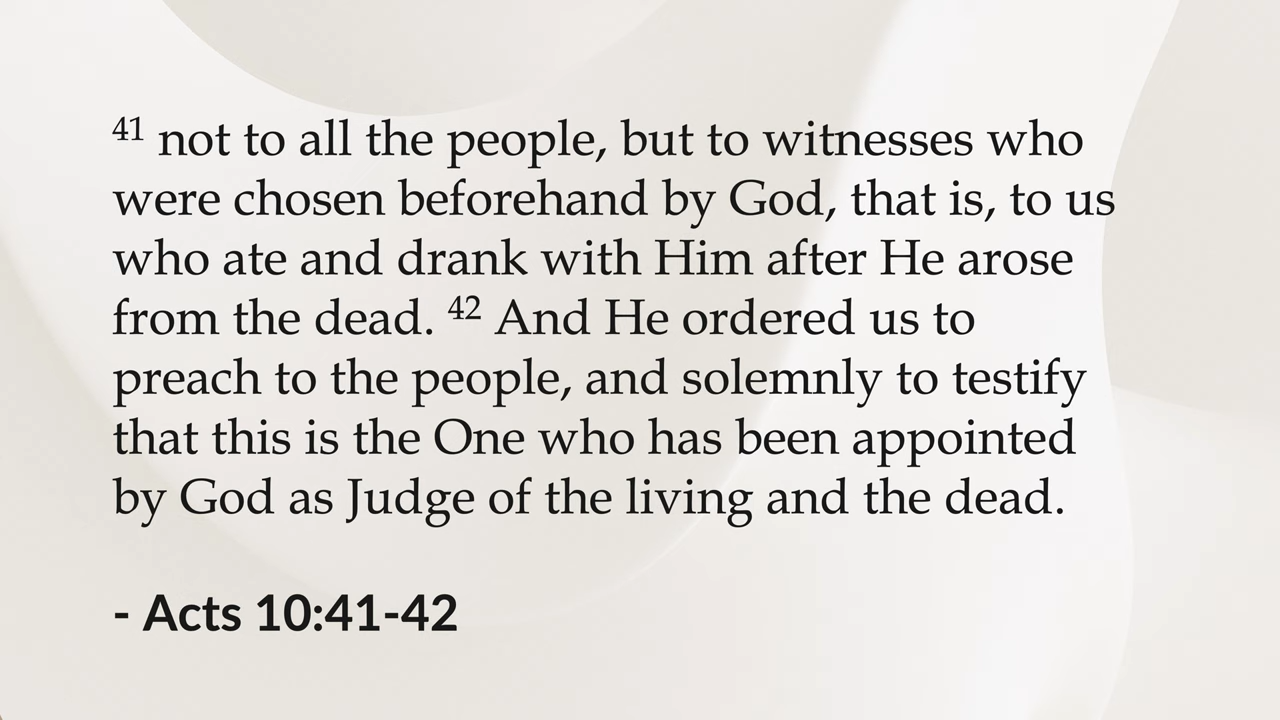 41 not to all the people, but to witnesses who
were chosen beforehand by God, that is, to us
who ate and drank with Him after He arose
from the dead. 42 And He ordered us to
preach to the people, and solemnly to testify
that this is the One who has been appointed
by God as Judge of the living and the dead.
- Acts 10:41-42